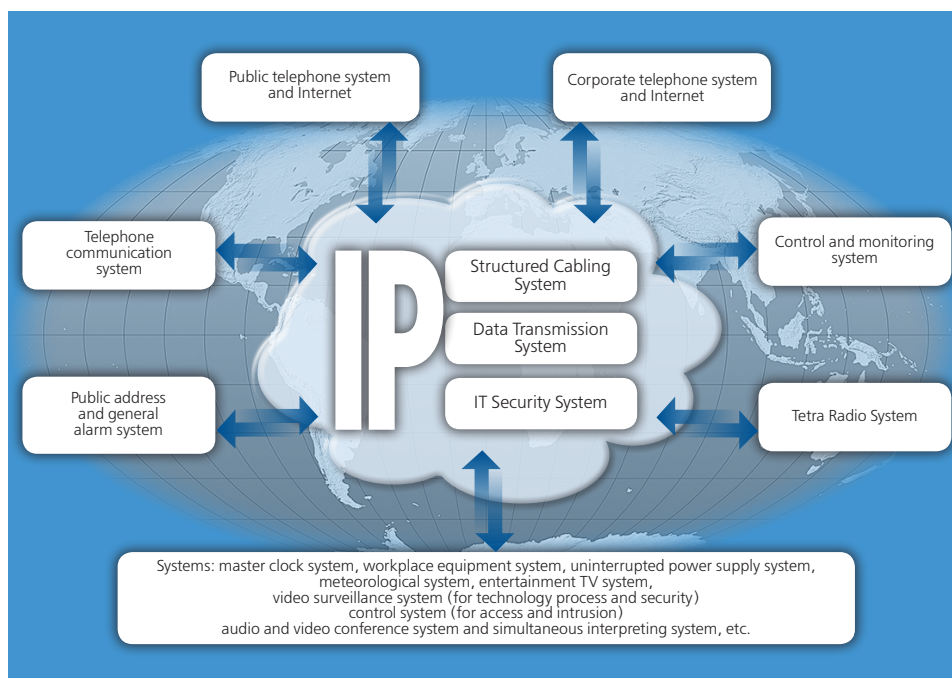 Public telephone system
and Internet
Corporate telephone system
and Internet
Telephone
communication
system
Control and monitoring
system
IP
Structured Cabling
System
Data Transmission
System
IT Security System
Public address
and general
alarm system
Tetra Radio System
Systems: master clock system, workplace equipment system, uninterrupted power supply system,
meteorological system, entertainment TV system,
video surveillance system (for technology process and security)
control system (for access and intrusion)
audio and video conference system and simultaneous interpreting system, etc.